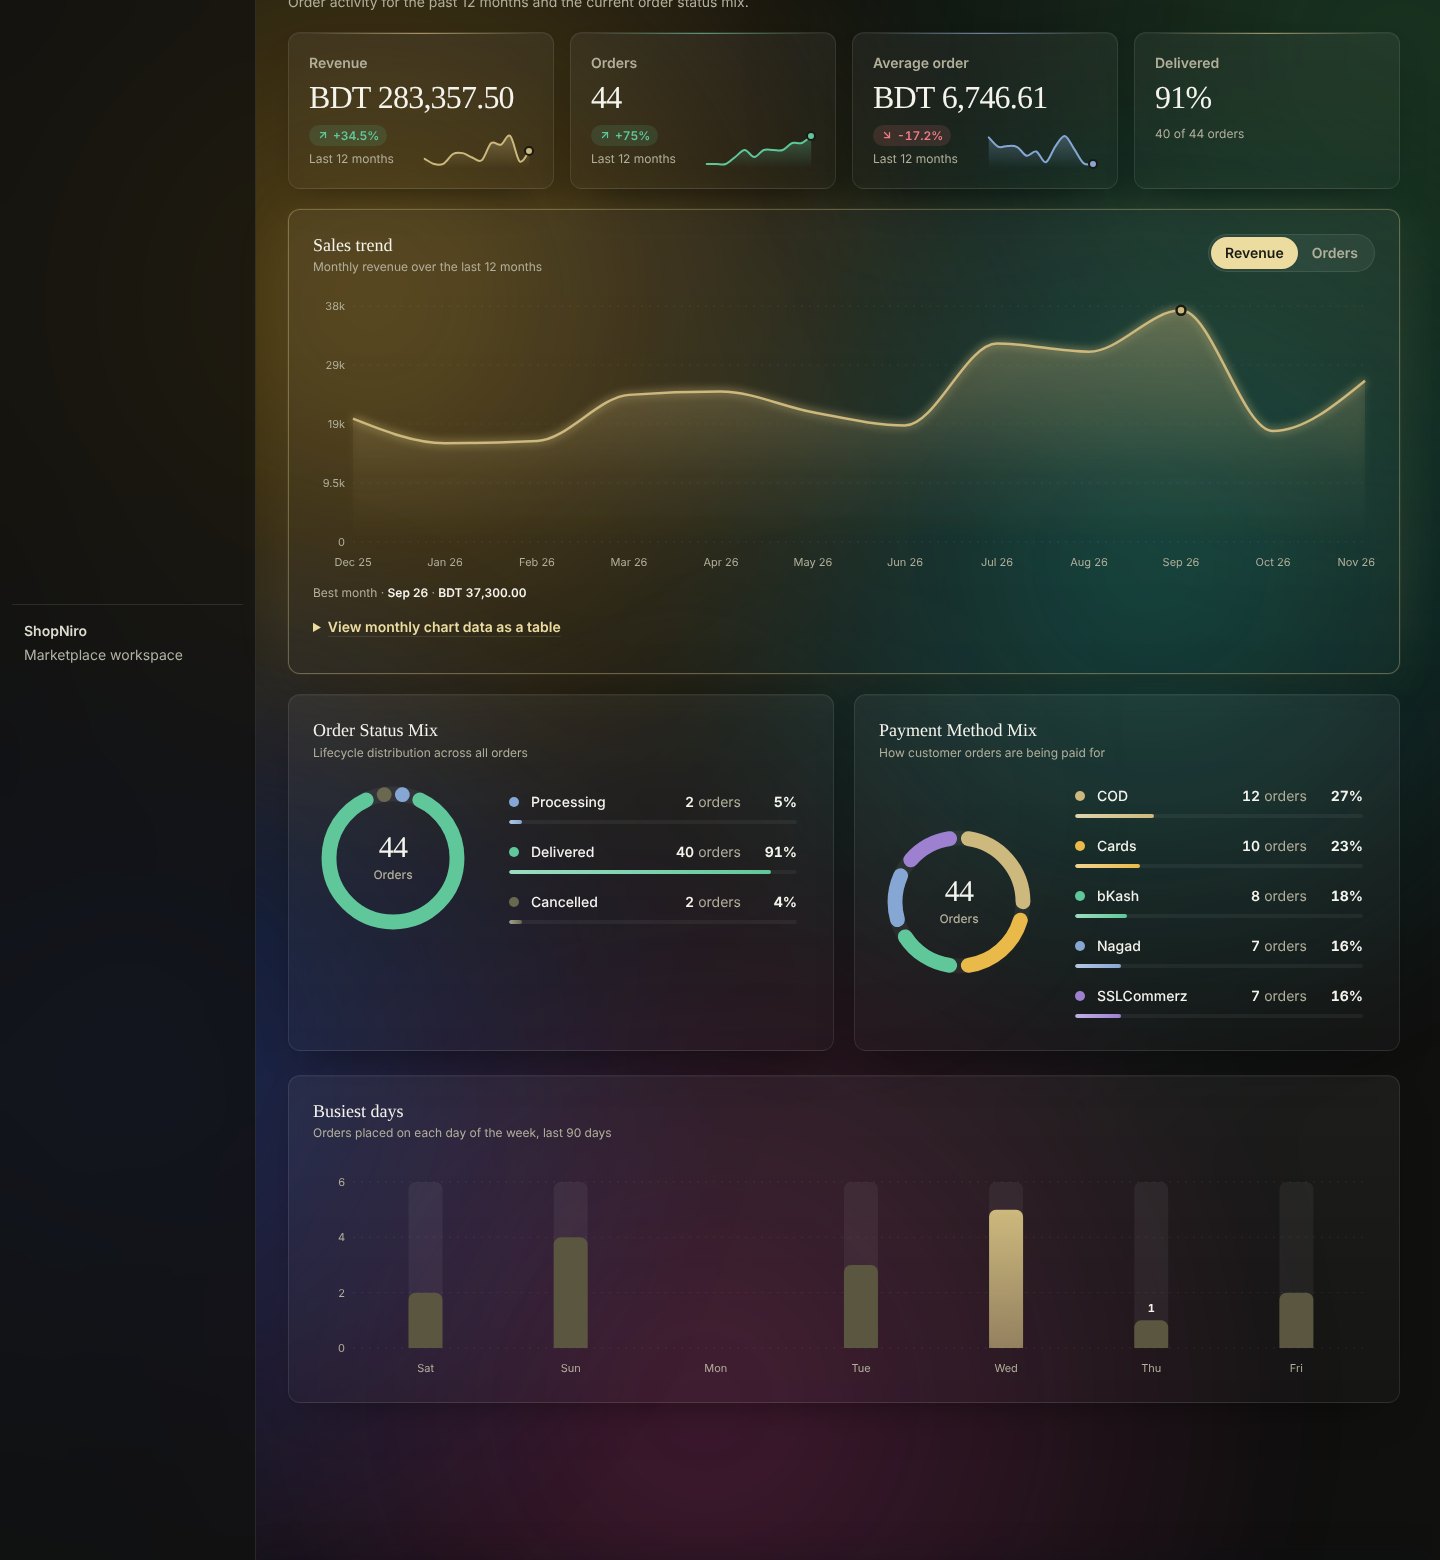 Order activity for the past 12 months and the current order status mix.
Revenue
BDT 283,357.50
+34.5%
Last 12 months
Orders
44
+75%
Last 12 months
Average order
BDT 6,746.61
-17.2%
Last 12 months
Delivered
91%
40 of 44 orders
Sales trend
Monthly revenue over the last 12 months
Revenue Orders
38k
29k
19k
9.5k
0
Dec 25 Jan 26 Feb 26 Mar 26 Apr 26 May 26 Jun 26 Jul 26 Aug 26 Sep 26 Oct 26 Nov 26
Best month · Sep 26 · BDT 37,300.00
View monthly chart data as a table
ShopNiro
Marketplace workspace
Order Status Mix
Lifecycle distribution across all orders
44
Orders
Processing 2 orders 5%
Delivered 40 orders 91%
Cancelled 2 orders 4%
Payment Method Mix
How customer orders are being paid for
44
Orders
COD 12 orders 27%
Cards 10 orders 23%
bKash 8 orders 18%
Nagad 7 orders 16%
SSLCommerz 7 orders 16%
Busiest days
Orders placed on each day of the week, last 90 days
6
4
2
1
0
Sat Sun Mon Tue Wed Thu Fri